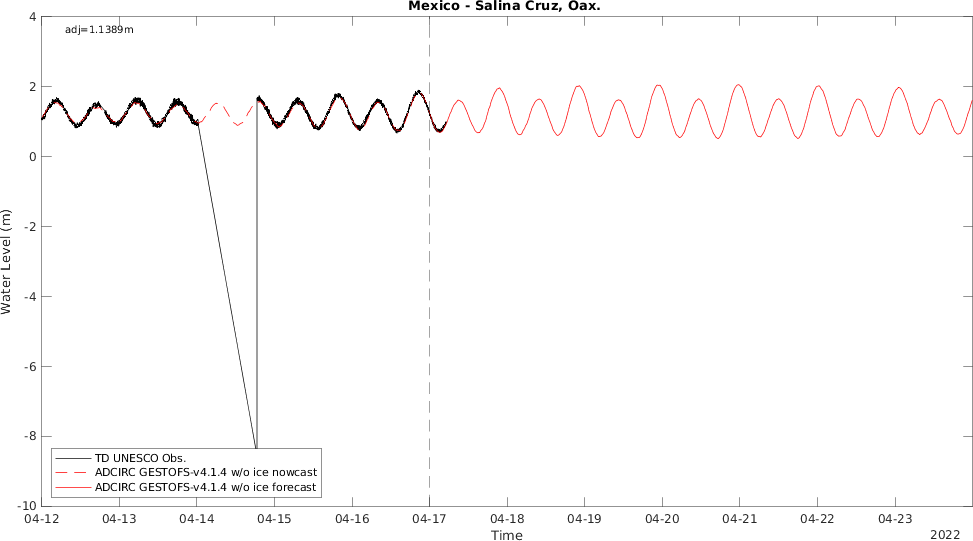 Mexico - Salina Cruz, Oax.
adj=1.1389m
4
2
0
-2
-4
-6
-8
-10
Water Level (m)
TD UNESCO Obs.
ADCIRC GESTOFS-v4.1.4 w/o ice nowcast
ADCIRC GESTOFS-v4.1.4 w/o ice forecast
04-12 04-13 04-14 04-15 04-16 04-17 04-18 04-19 04-20 04-21 04-22 04-23
Time
2022